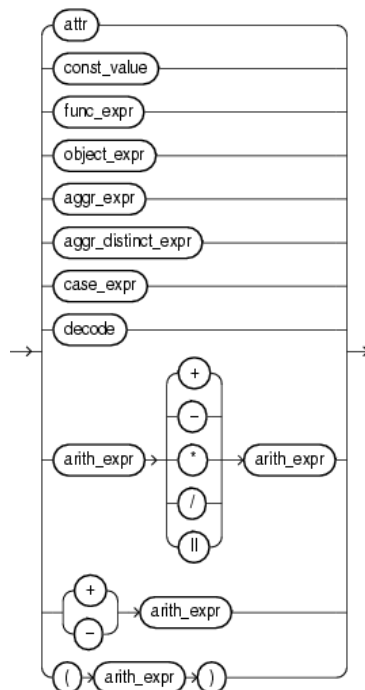 attr
const_value
func_expr
object_expr
aggr_expr
aggr_distinct_expr
case_expr
decode
+
−
arith_expr * arith_expr
/
||
+
− arith_expr
( arith_expr )